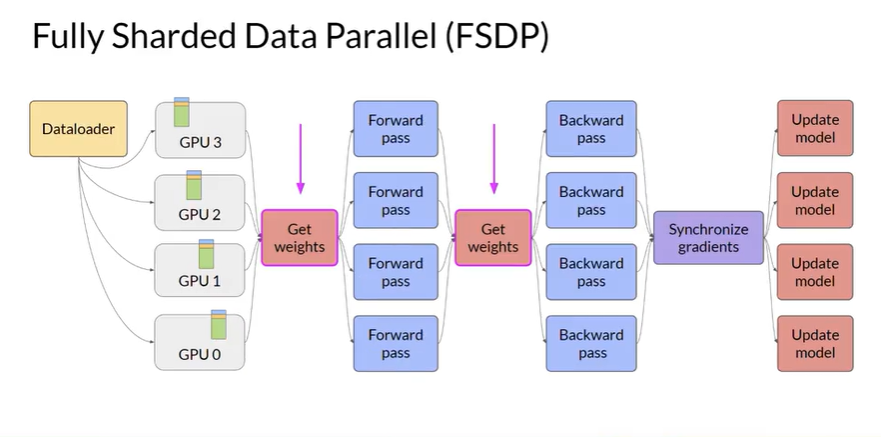 Fully Sharded Data Parallel (FSDP)
Dataloader
GPU 3
GPU 2
GPU 1
GPU 0
Get
weights
Forward
pass
Forward
pass
Forward
pass
Forward
pass
Get
weights
Backward
pass
Backward
pass
Backward
pass
Backward
pass
Synchronize
gradients
Update
model
Update
model
Update
model
Update
model